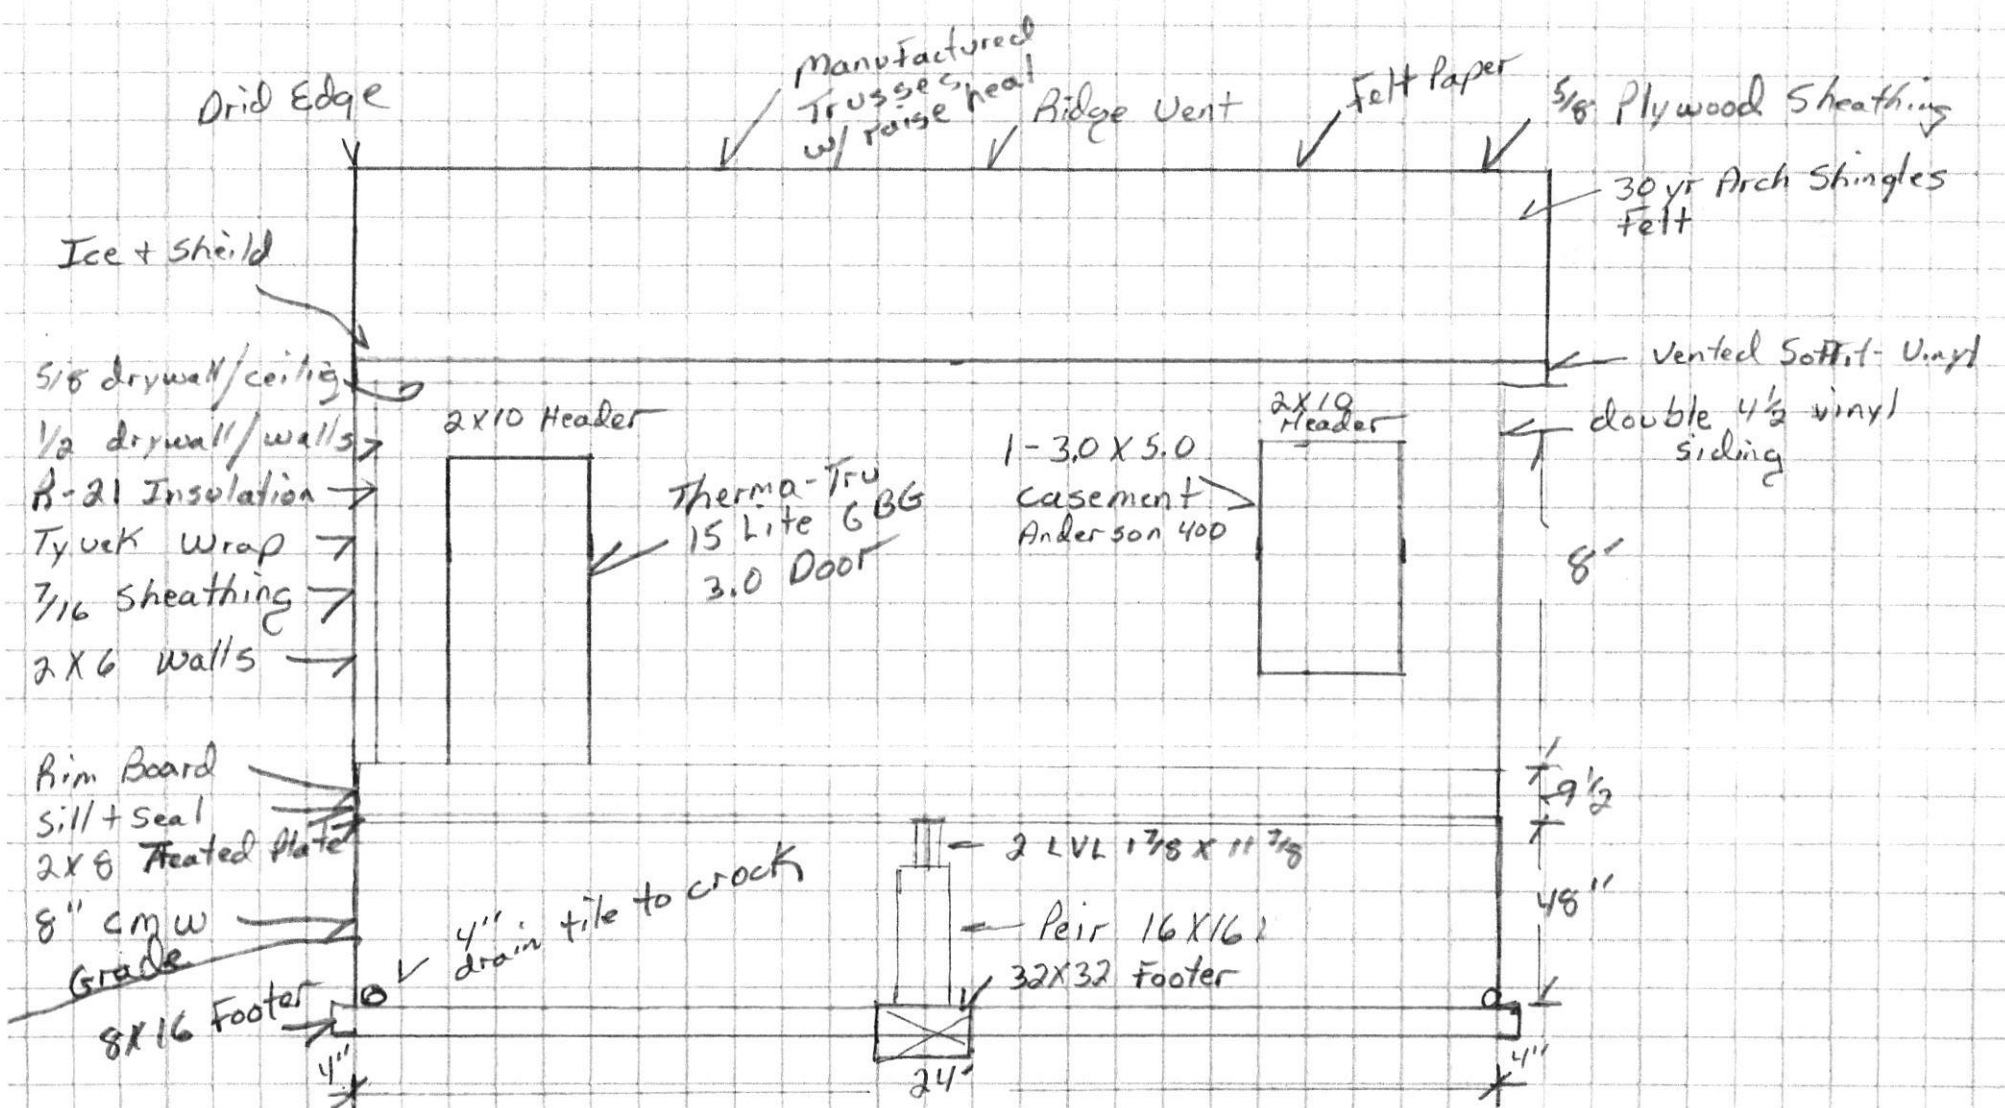 Manufactured
Trusses
w/ raise heal
Drid Edge
Ridge Vent
Felt Paper
5/8 Plywood Sheathing
30 yr Arch Shingles
Felt
Ice + Sheild
Vented Soffit - Vinyl
5/8 drywall/ceilig
2x10 Header
2x10
Header
double 4 1/2 vinyl
siding
1/2 drywall/walls
1 - 3.0 X 5.0
Casement
Anderson 400
R-21 Insulation
Therma-Tru
15 Lite GBG
3.0 Door
Tyvek Wrap
8'
7/16 Sheathing
2 X 6 Walls
Rim Board
9 1/2
Sill + Seal
2X8 Treated Plate
2 LVL 1 7/8 X 11 7/8
48"
8" CMW
4"
drain tile to crock
Peir 16X16
Grade
32X32 Footer
8X16 Footer
4"
24'
4"